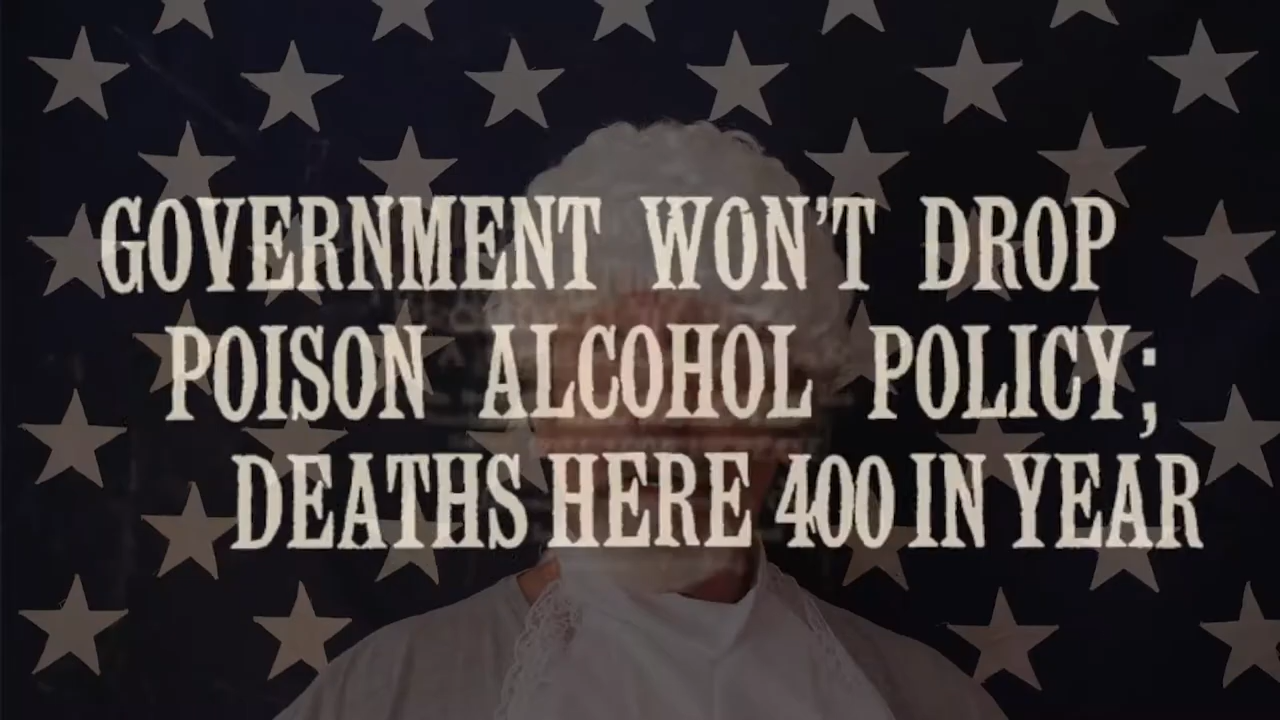 GOVERNMENT WON'T DROP
POISON ALCOHOL POLICY;
DEATHS HERE 400 IN YEAR